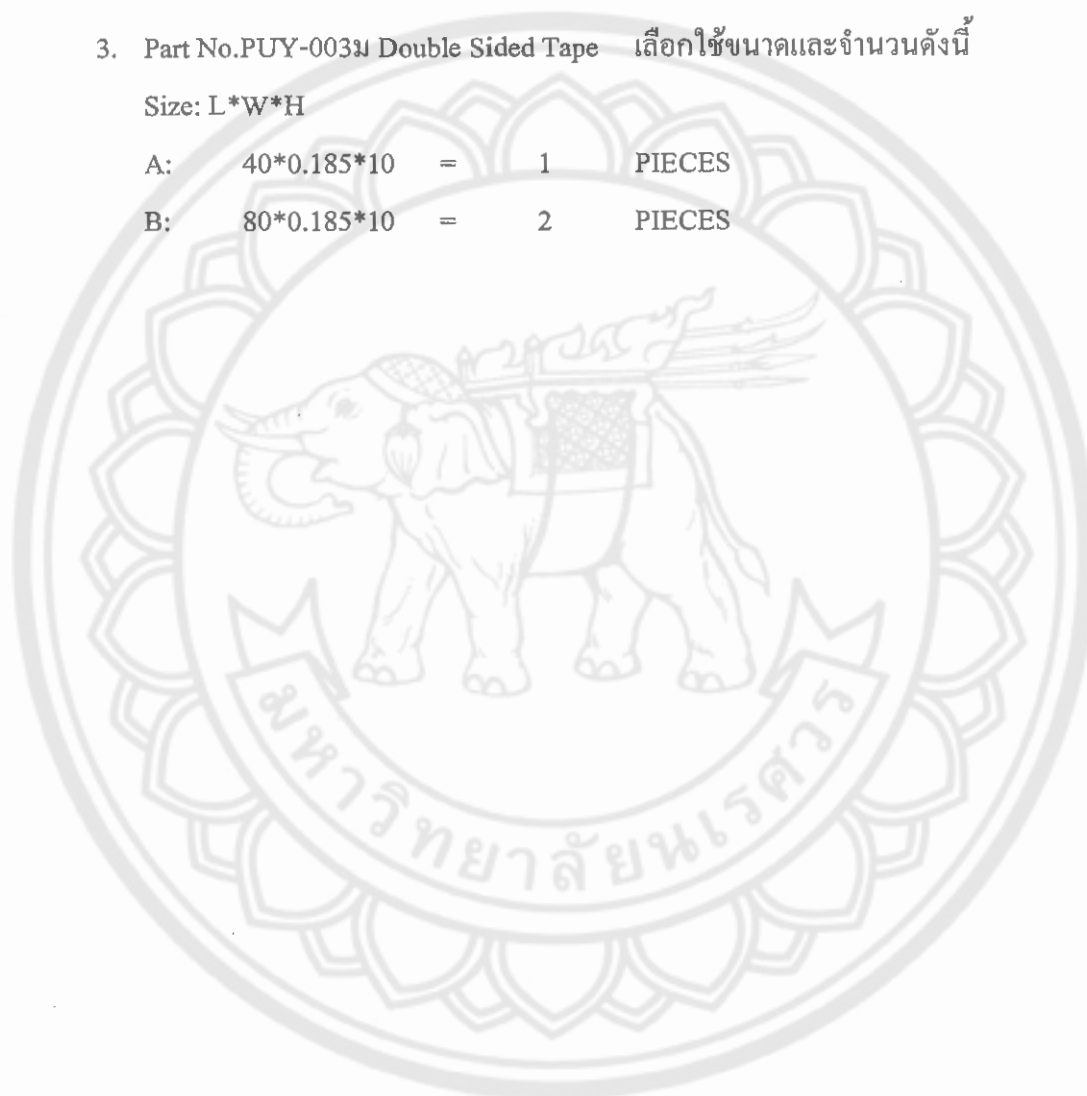 3. Part No.PUY-003ม Double Sided Tape เลือกใช้ขนาดและจำนวนดังนี้
Size: L*W*H
A: 40*0.185*10 = 1 PIECES
B: 80*0.185*10 = 2 PIECES
มหาวิทยาลัยนเรศวร